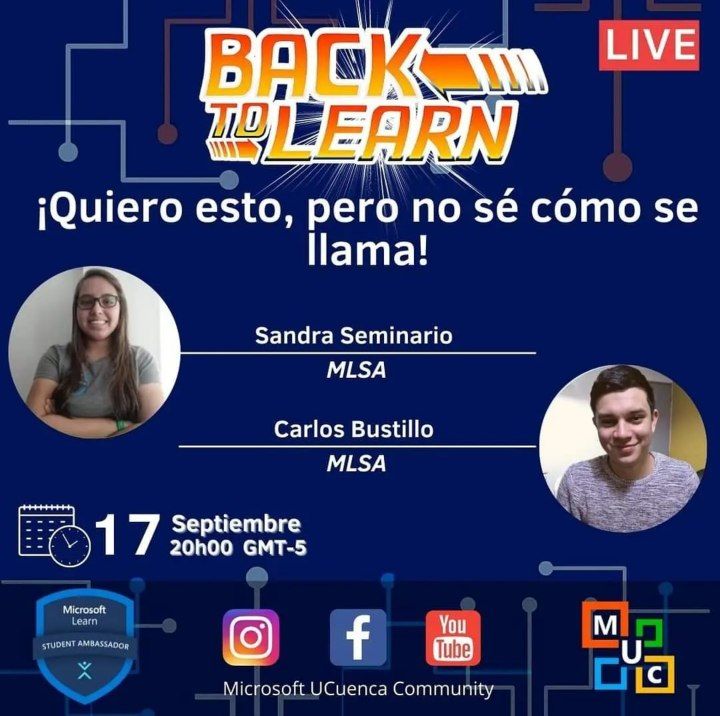 BACK
TO LEARN
LIVE
¡Quiero esto, pero no sé cómo se
llama!
Sandra Seminario
MLSA
Carlos Bustillo
MLSA
17 Septiembre
20h00 GMT-5
Microsoft
Learn
STUDENT AMBASSADOR
You
Tube
Microsoft UCuenca Community
M
U
C